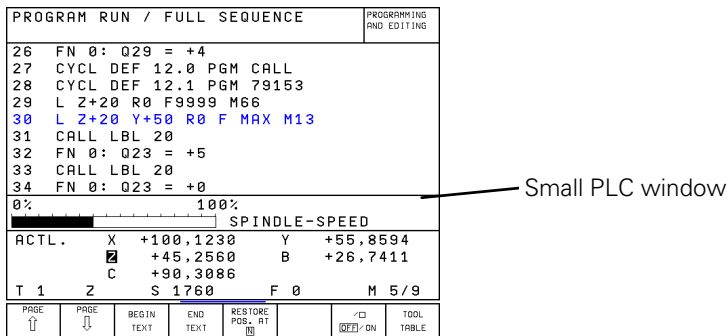 PROGRAM RUN / FULL SEQUENCE
PROGRAMMING
AND EDITING
26 FN 0: Q29 = +4
27 CYCL DEF 12.0 PGM CALL
28 CYCL DEF 12.1 PGM 79153
29 L Z+20 R0 F9999 M66
30 L Z+20 Y+50 R0 F MAX M13
31 CALL LBL 20
32 FN 0: Q23 = +5
33 CALL LBL 20
34 FN 0: Q23 = +0
Small PLC window
0% 100%
SPINDLE-SPEED
ACTL. X +100,1230 Y +55,8594
Z +45,2560 B +26,7411
C +90,3086
T 1 Z S 1760 F 0 M 5/9
PAGE ⇧
PAGE ⇩
BEGIN TEXT
END TEXT
RESTORE POS. AT N
/□ OFF/ON
TOOL TABLE